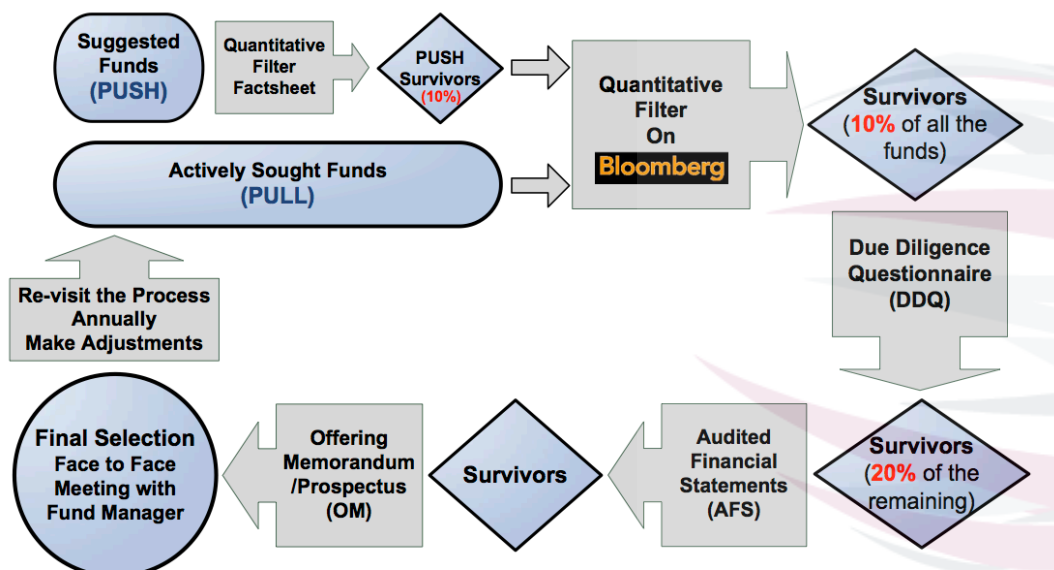 Suggested
Funds
(PUSH)
Quantitative
Filter
Factsheet
PUSH
Survivors
(10%)
Quantitative
Filter
On
Bloomberg
Survivors
(10% of all the
funds)
Actively Sought Funds
(PULL)
Due Diligence
Questionnaire
(DDQ)
Re-visit the Process
Annually
Make Adjustments
Final Selection
Face to Face
Meeting with
Fund Manager
Offering
Memorandum
/Prospectus
(OM)
Survivors
Audited
Financial
Statements
(AFS)
Survivors
(20% of the
remaining)